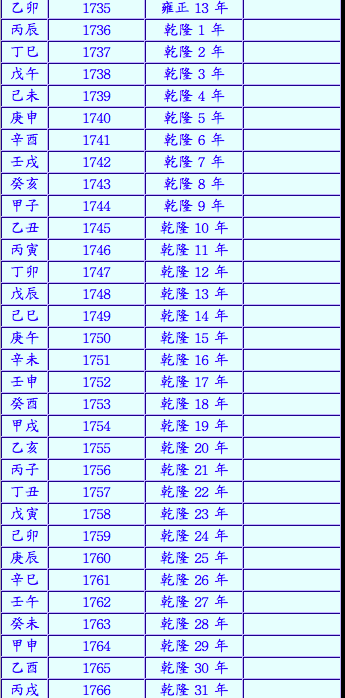 乙卯 1735 雍正 13 年
丙辰 1736 乾隆 1 年
丁巳 1737 乾隆 2 年
戊午 1738 乾隆 3 年
己未 1739 乾隆 4 年
庚申 1740 乾隆 5 年
辛酉 1741 乾隆 6 年
壬戌 1742 乾隆 7 年
癸亥 1743 乾隆 8 年
甲子 1744 乾隆 9 年
乙丑 1745 乾隆 10 年
丙寅 1746 乾隆 11 年
丁卯 1747 乾隆 12 年
戊辰 1748 乾隆 13 年
己巳 1749 乾隆 14 年
庚午 1750 乾隆 15 年
辛未 1751 乾隆 16 年
壬申 1752 乾隆 17 年
癸酉 1753 乾隆 18 年
甲戌 1754 乾隆 19 年
乙亥 1755 乾隆 20 年
丙子 1756 乾隆 21 年
丁丑 1757 乾隆 22 年
戊寅 1758 乾隆 23 年
己卯 1759 乾隆 24 年
庚辰 1760 乾隆 25 年
辛巳 1761 乾隆 26 年
壬午 1762 乾隆 27 年
癸未 1763 乾隆 28 年
甲申 1764 乾隆 29 年
乙酉 1765 乾隆 30 年
丙戌 1766 乾隆 31 年